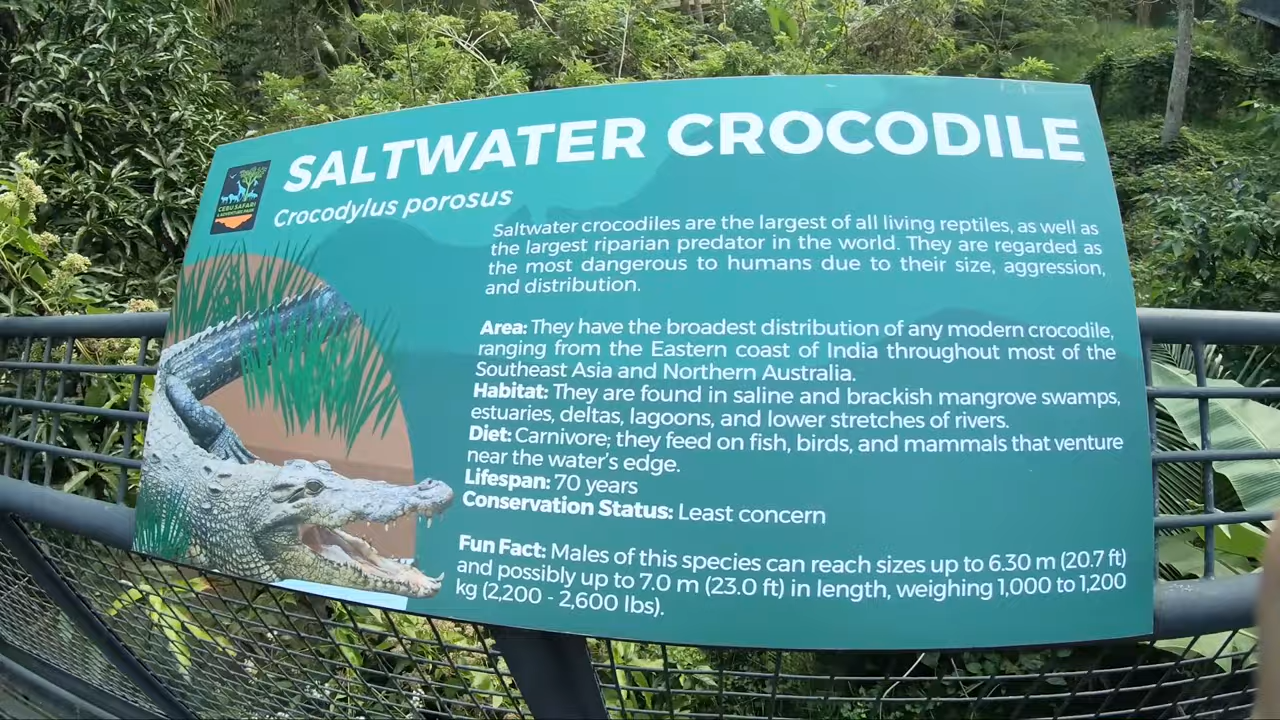 SALTWATER CROCODILE
Crocodylus porosus
CEBU SAFARI
& ADVENTURE PARK
Saltwater crocodiles are the largest of all living reptiles, as well as
the largest riparian predator in the world. They are regarded as
the most dangerous to humans due to their size, aggression,
and distribution.
Area: They have the broadest distribution of any modern crocodile,
ranging from the Eastern coast of India throughout most of the
Southeast Asia and Northern Australia.
Habitat: They are found in saline and brackish mangrove swamps,
estuaries, deltas, lagoons, and lower stretches of rivers.
Diet: Carnivore; they feed on fish, birds, and mammals that venture
near the water's edge.
Lifespan: 70 years
Conservation Status: Least concern
Fun Fact: Males of this species can reach sizes up to 6.30 m (20.7 ft)
and possibly up to 7.0 m (23.0 ft) in length, weighing 1,000 to 1,200
kg (2,200 - 2,600 lbs).